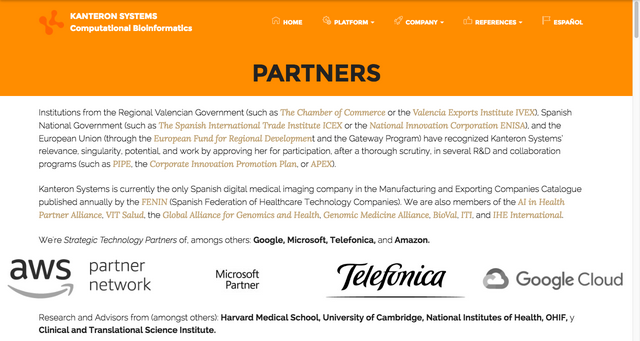 KANTERON SYSTEMS
Computational Bioinformatics
HOME
PLATFORM
COMPANY
REFERENCES
ESPAÑOL
PARTNERS
Institutions from the Regional Valencian Government (such as The Chamber of Commerce or the Valencia Exports Institute IVEX), Spanish
National Government (such as The Spanish International Trade Institute ICEX or the National Innovation Corporation ENISA), and the
European Union (through the European Fund for Regional Development and the Gateway Program) have recognized Kanteron Systems'
relevance, singularity, potential, and work by approving her for participation, after a thorough scrutiny, in several R&D and collaboration
programs (such as PIPE, the Corporate Innovation Promotion Plan, or APEX).
Kanteron Systems is currently the only Spanish digital medical imaging company in the Manufacturing and Exporting Companies Catalogue
published annually by the FENIN (Spanish Federation of Healthcare Technology Companies). We are also members of the AI in Health
Partner Alliance, VIT Salud, the Global Alliance for Genomics and Health, Genomic Medicine Alliance, BioVal, ITI, and IHE International.
We're Strategic Technology Partners of, amongs others: Google, Microsoft, Telefonica, and Amazon.
aws partner network
Microsoft Partner
Telefónica
Google Cloud
Research and Advisors from (amongst others): Harvard Medical School, University of Cambridge, National Institutes of Health, OHIF, y
Clinical and Translational Science Institute.